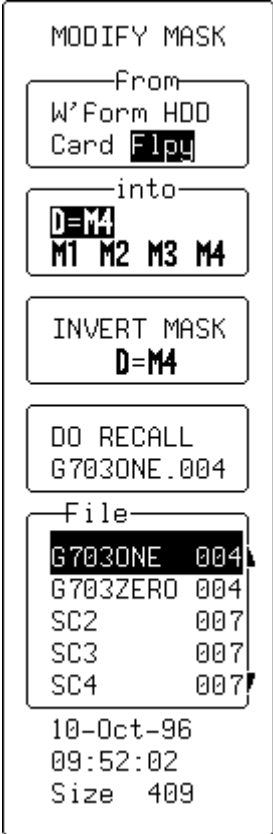 MODIFY MASK
From
W'Form HDD
Card Flpy
into
D=M4
M1 M2 M3 M4
INVERT MASK
D=M4
DO RECALL
G703ONE.004
File
G703ONE 004
G703ZERO 004
SC2 007
SC3 007
SC4 007
10-Oct-96
09:52:02
Size 409